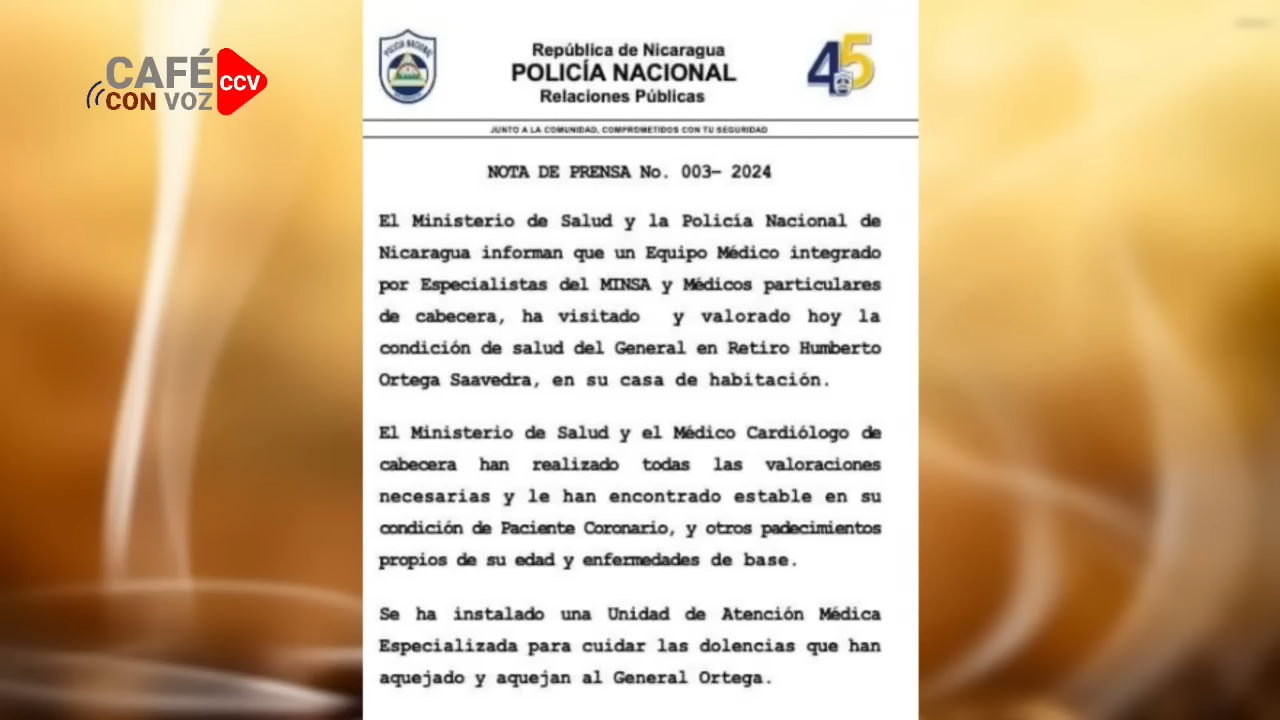 CAFÉ
CON VOZ
CCV
POLICÍA NACIONAL
República de Nicaragua
POLICÍA NACIONAL
Relaciones Públicas
45
JUNTO A LA COMUNIDAD, COMPROMETIDOS CON TU SEGURIDAD
NOTA DE PRENSA No. 003- 2024
El Ministerio de Salud y la Policía Nacional de
Nicaragua informan que un Equipo Médico integrado
por Especialistas del MINSA y Médicos particulares
de cabecera, ha visitado y valorado hoy la
condición de salud del General en Retiro Humberto
Ortega Saavedra, en su casa de habitación.
El Ministerio de Salud y el Médico Cardiólogo de
cabecera han realizado todas las valoraciones
necesarias y le han encontrado estable en su
condición de Paciente Coronario, y otros padecimientos
propios de su edad y enfermedades de base.
Se ha instalado una Unidad de Atención Médica
Especializada para cuidar las dolencias que han
aquejado y aquejan al General Ortega.